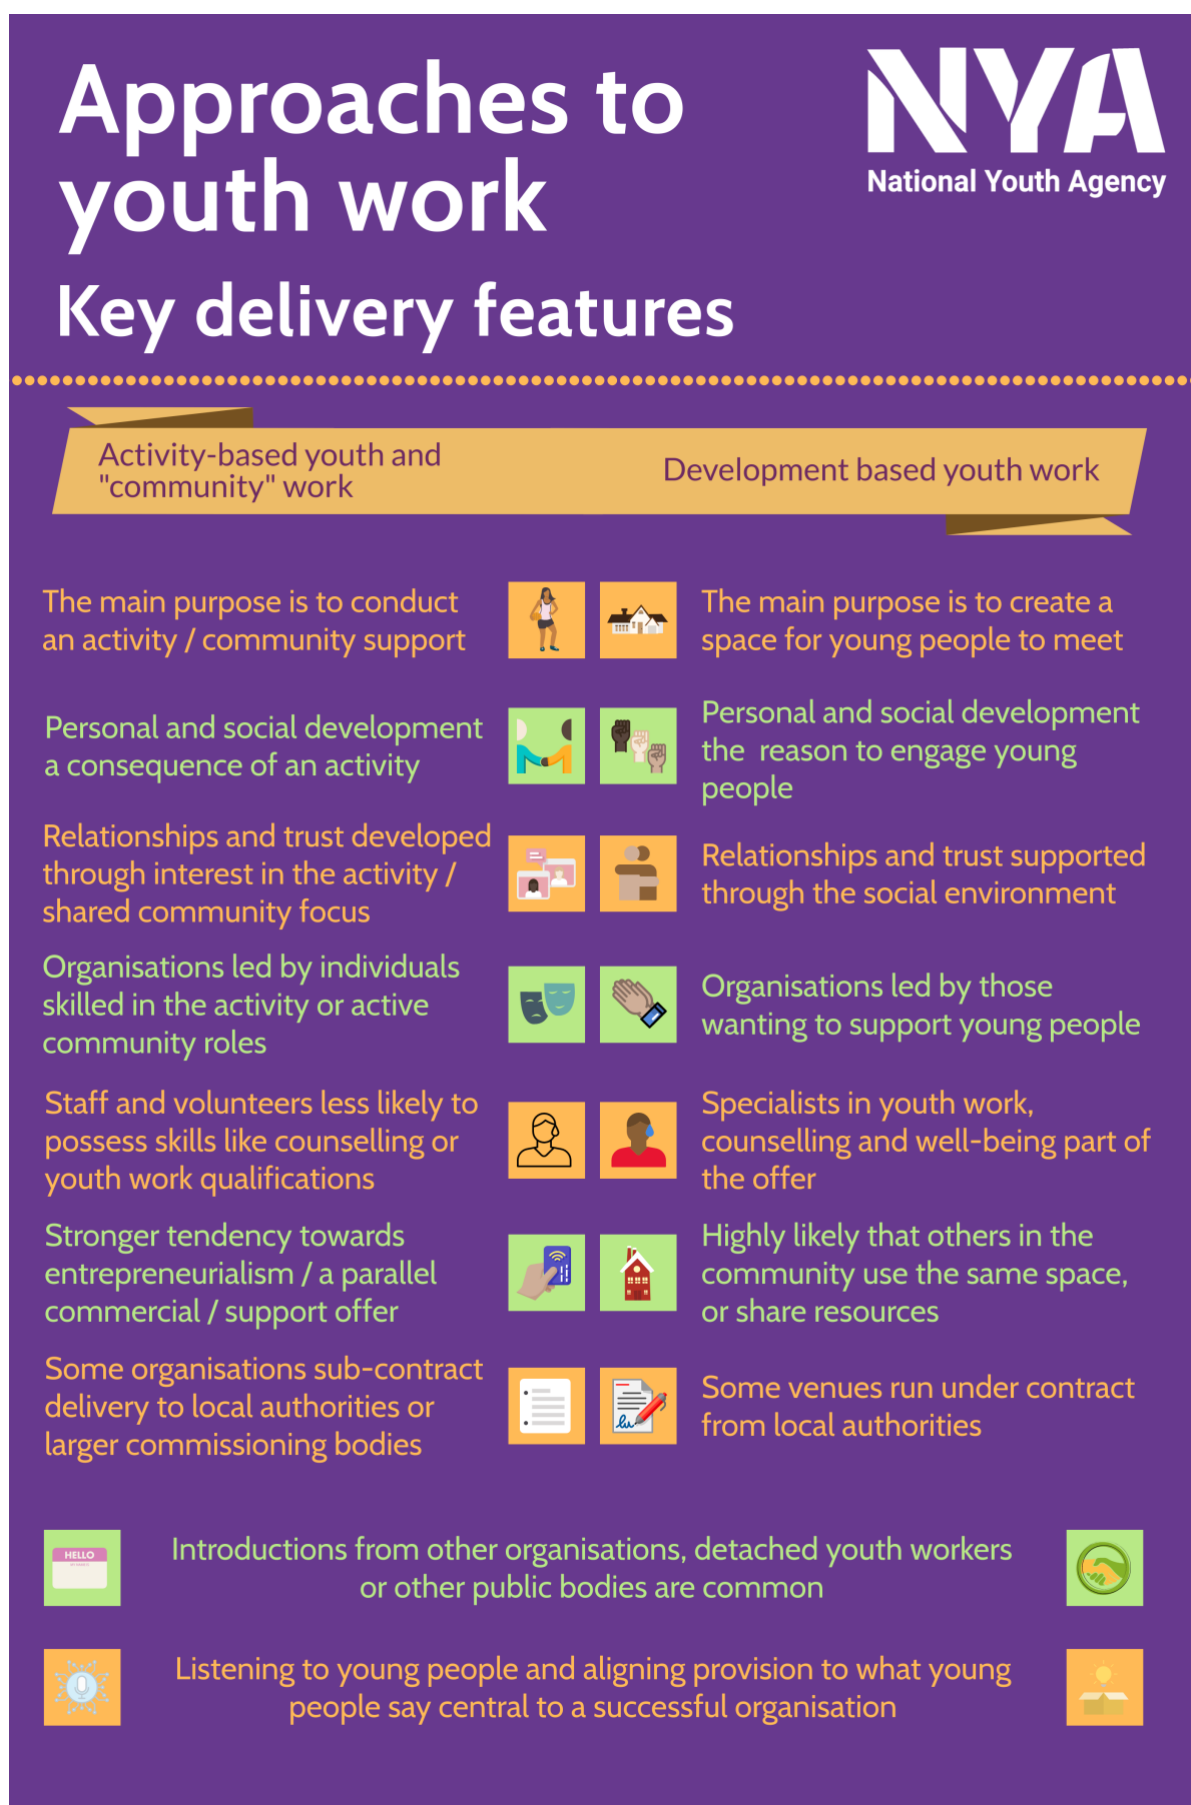 Approaches to
youth work
Key delivery features
NYA
National Youth Agency
Activity-based youth and
"community" work
Development based youth work
The main purpose is to conduct
an activity / community support
The main purpose is to create a
space for young people to meet
Personal and social development
a consequence of an activity
Personal and social development
the reason to engage young
people
Relationships and trust developed
through interest in the activity /
shared community focus
Relationships and trust supported
through the social environment
Organisations led by individuals
skilled in the activity or active
community roles
Organisations led by those
wanting to support young people
Staff and volunteers less likely to
possess skills like counselling or
youth work qualifications
Specialists in youth work,
counselling and well-being part of
the offer
Stronger tendency towards
entrepreneurialism / a parallel
commercial / support offer
Highly likely that others in the
community use the same space,
or share resources
Some organisations sub-contract
delivery to local authorities or
larger commissioning bodies
Some venues run under contract
from local authorities
HELLO
Introductions from other organisations, detached youth workers
or other public bodies are common
Listening to young people and aligning provision to what young
people say central to a successful organisation